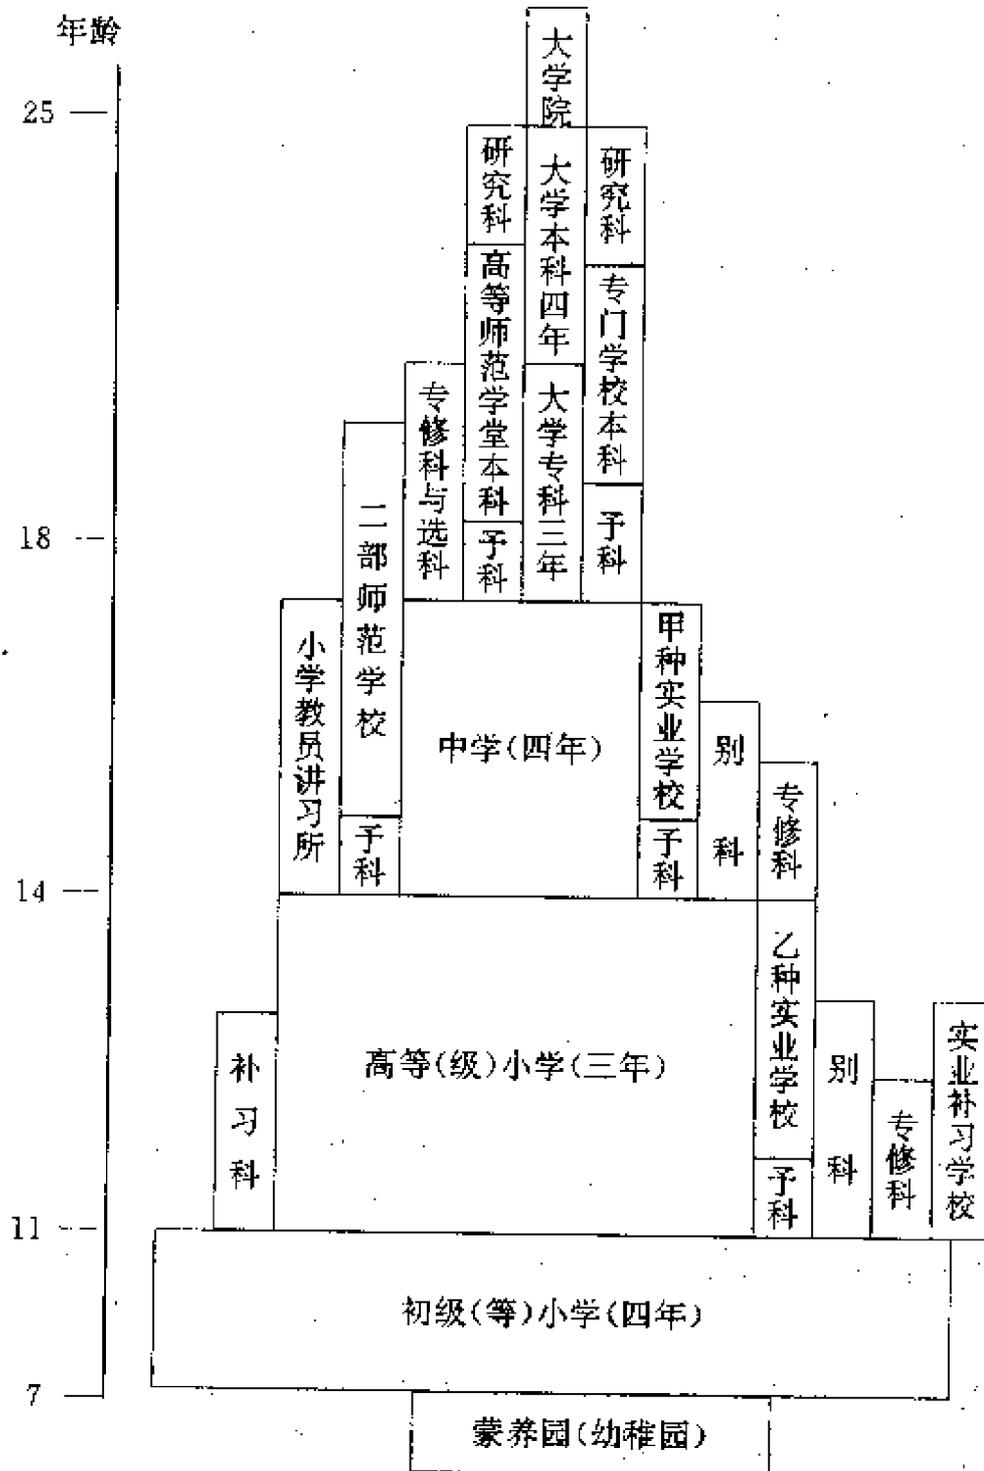 年龄
25
18
14
11
7
大学院
研究科
大学本科四年
研究科
高等师范学堂本科
专门学校本科
专修科与选科
大学专科三年
二部师范学校
予科
予科
小学教员讲习所
中学(四年)
甲种实业学校
别科
专修科
予科
予科
补习科
高等(级)小学(三年)
乙种实业学校
别科
专修科
实业补习学校
予科
初级(等)小学(四年)
蒙养园(幼稚园)